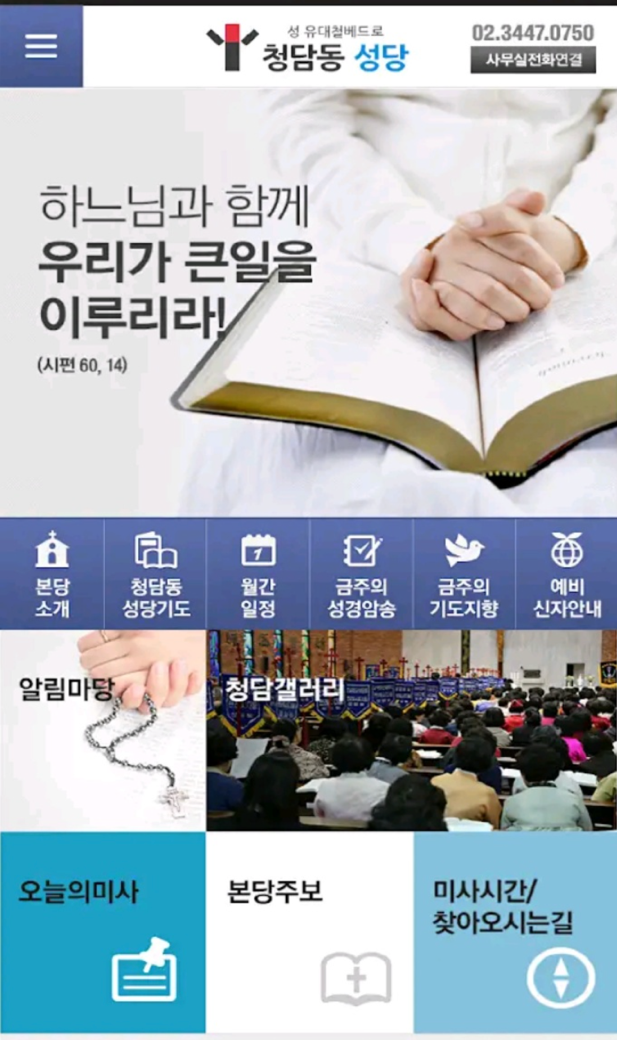 성 유대철베드로
청담동 성당
02.3447.0750
사무실전화연결
하느님과 함께
우리가 큰일을
이루리라!
(시편 60, 14)
본당
소개
청담동
성당기도
월간
일정
금주의
성경암송
금주의
기도지향
예비
신자안내
알림마당
청담갤러리
오늘의미사
본당주보
미사시간/
찾아오시는길